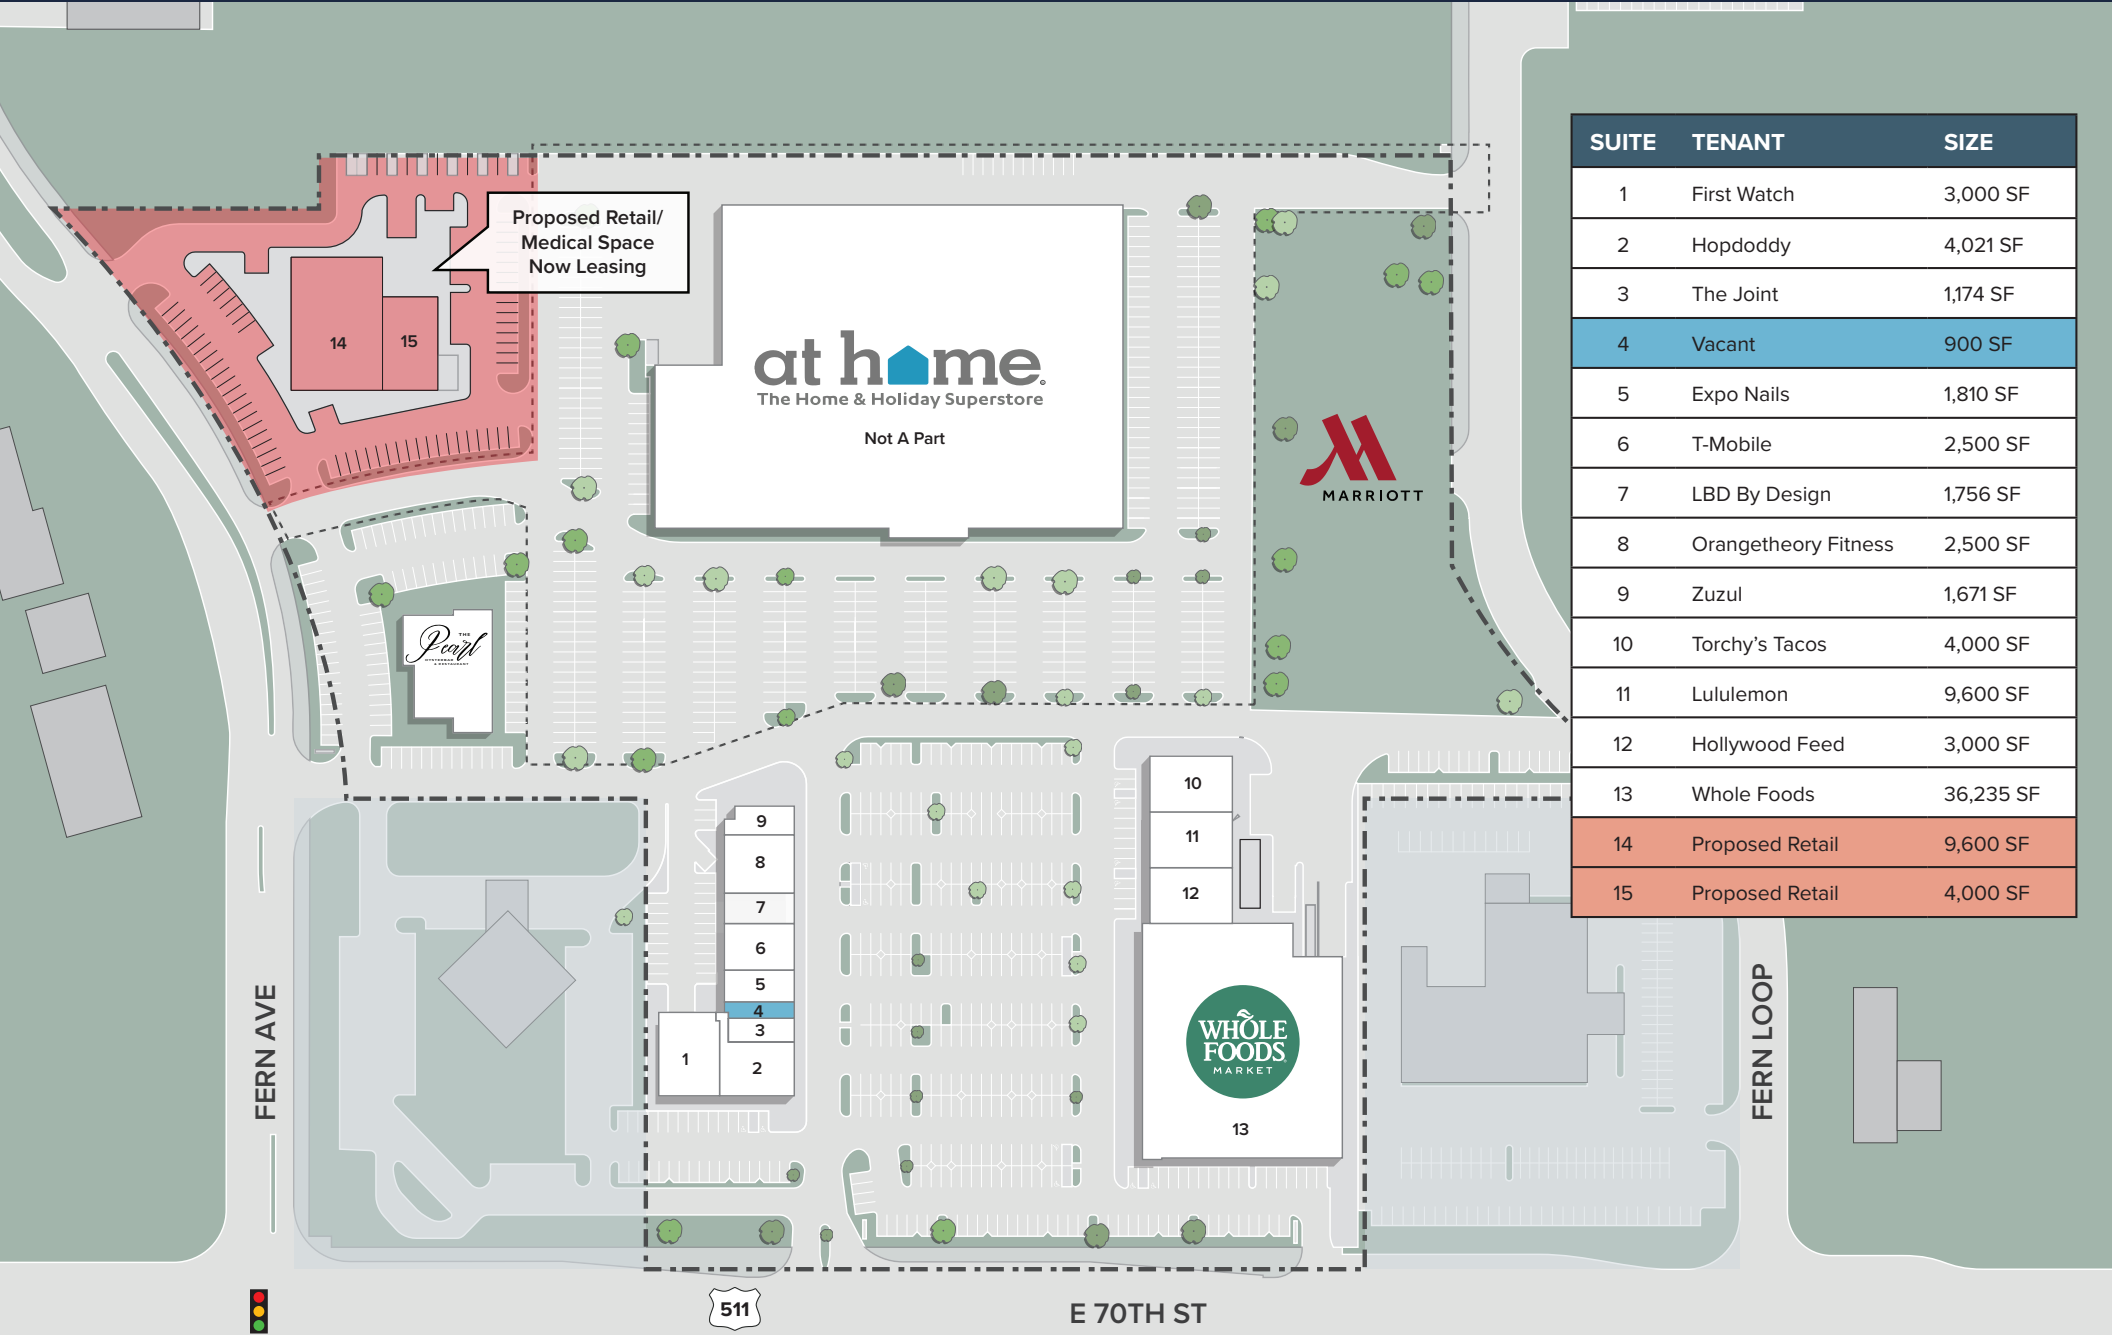 Proposed Retail/
Medical Space
Now Leasing
14
15
at home.
The Home & Holiday Superstore
Not A Part
MARRIOTT
THE
Pearl
OYSTERBAR
& RESTAURANT
SUITE TENANT SIZE
1 First Watch 3,000 SF
2 Hopdoddy 4,021 SF
3 The Joint 1,174 SF
4 Vacant 900 SF
5 Expo Nails 1,810 SF
6 T-Mobile 2,500 SF
7 LBD By Design 1,756 SF
8 Orangetheory Fitness 2,500 SF
9 Zuzul 1,671 SF
10 Torchy's Tacos 4,000 SF
11 Lululemon 9,600 SF
12 Hollywood Feed 3,000 SF
13 Whole Foods 36,235 SF
14 Proposed Retail 9,600 SF
15 Proposed Retail 4,000 SF
9
8
7
6
5
4
3
1
2
10
11
12
WHOLE
FOODS
MARKET
13
FERN AVE
FERN LOOP
511
E 70TH ST